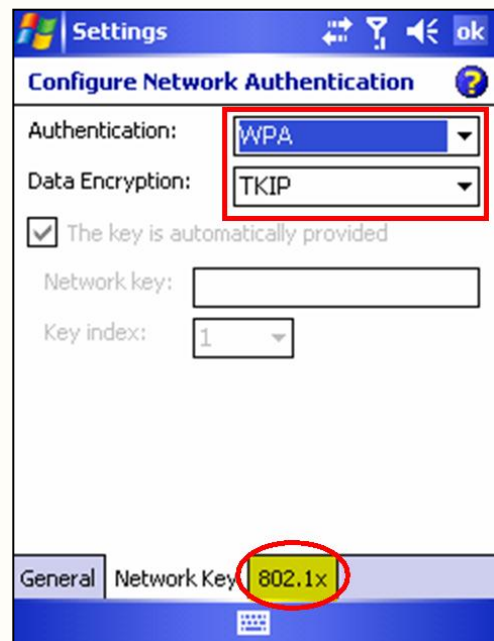 Settings ok
Configure Network Authentication ?
Authentication: WPA
Data Encryption: TKIP
The key is automatically provided
Network key:
Key index: 1
General Network Key 802.1x